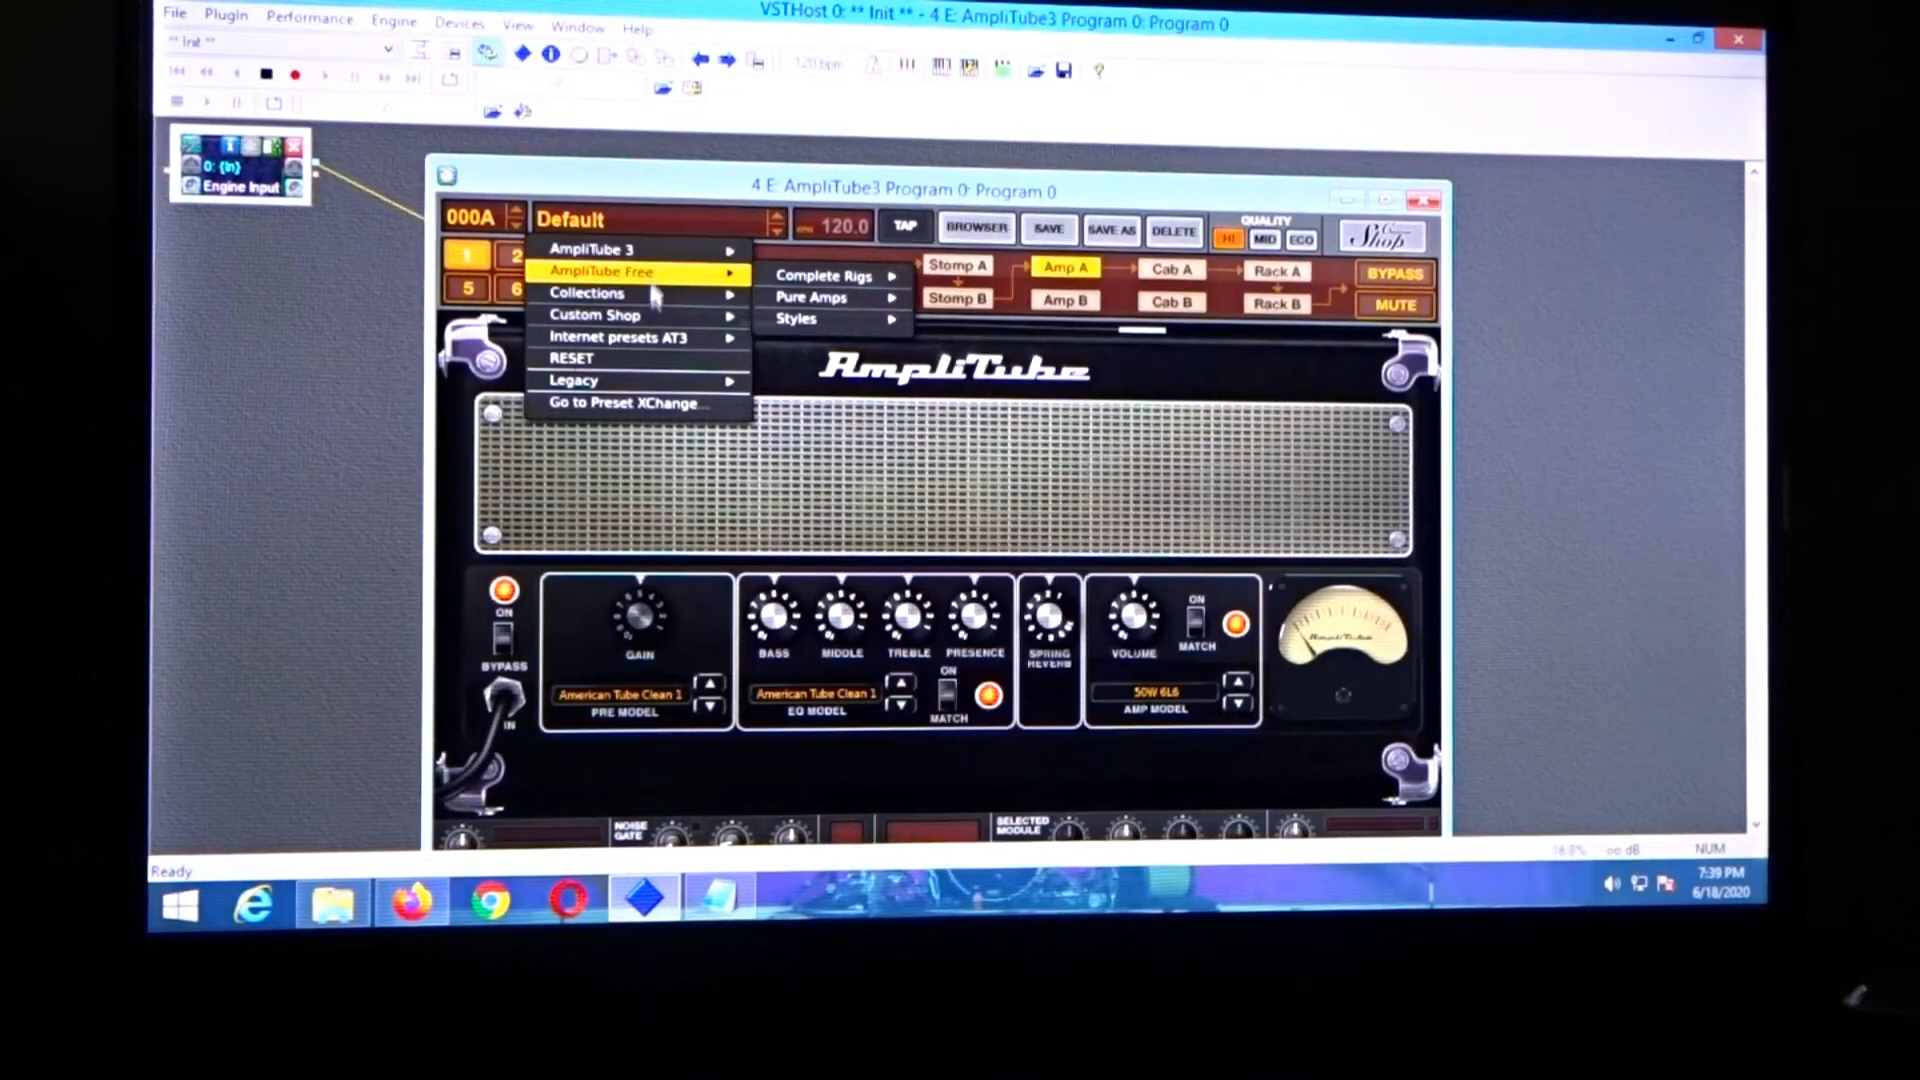 VSTHost 0: ** Init ** - 4 E: AmpliTube3 Program 0: Program 0
File PlugIn Performance Engine Devices View Window Help
** Init **
120 bpm
0: {In}
Engine Input
4 E: AmpliTube3 Program 0: Program 0
000A Default 120.0 TAP BROWSER SAVE SAVE AS DELETE QUALITY HI MID ECO Custom Shop
1 2
5 6
AmpliTube 3
AmpliTube Free
Collections
Custom Shop
Internet presets AT3
RESET
Legacy
Go to Preset XChange
Complete Rigs
Pure Amps
Styles
Stomp A Amp A Cab A Rack A BYPASS
Stomp B Amp B Cab B Rack B MUTE
AmpliTube
ON
BYPASS
IN
GAIN
American Tube Clean 1
PRE MODEL
BASS MIDDLE TREBLE PRESENCE
American Tube Clean 1
EQ MODEL
ON
MATCH
SPRING REVERB
VOLUME
ON
MATCH
50W 6L6
AMP MODEL
AmpliTube
NOISE GATE
SELECTED MODULE
Ready
NUM
7:39 PM
6/18/2020